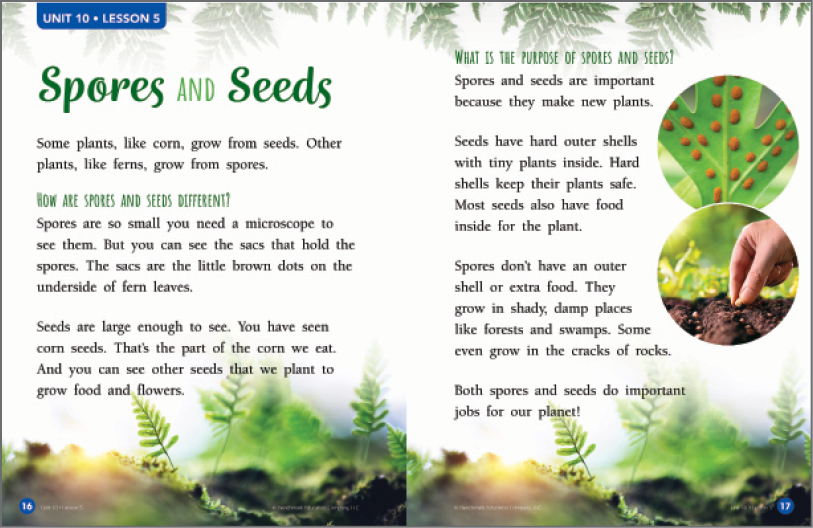 UNIT 10 • LESSON 5
Spores AND Seeds
Some plants, like corn, grow from seeds. Other
plants, like ferns, grow from spores.
HOW ARE SPORES AND SEEDS DIFFERENT?
Spores are so small you need a microscope to
see them. But you can see the sacs that hold the
spores. The sacs are the little brown dots on the
underside of fern leaves.
Seeds are large enough to see. You have seen
corn seeds. That's the part of the corn we eat.
And you can see other seeds that we plant to
grow food and flowers.
16 Unit 10 • Lesson 5
© Benchmark Education Company, LLC
WHAT IS THE PURPOSE OF SPORES AND SEEDS?
Spores and seeds are important
because they make new plants.
Seeds have hard outer shells
with tiny plants inside. Hard
shells keep their plants safe.
Most seeds also have food
inside for the plant.
Spores don't have an outer
shell or extra food. They
grow in shady, damp places
like forests and swamps. Some
even grow in the cracks of rocks.
Both spores and seeds do important
jobs for our planet!
© Benchmark Education Company, LLC
17